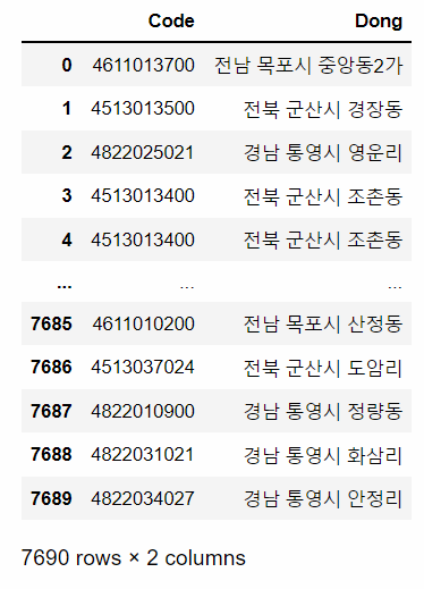 Code Dong
0 4611013700 전남 목포시 중앙동2가
1 4513013500 전북 군산시 경장동
2 4822025021 경남 통영시 영운리
3 4513013400 전북 군산시 조촌동
4 4513013400 전북 군산시 조촌동
... ... ...
7685 4611010200 전남 목포시 산정동
7686 4513037024 전북 군산시 도암리
7687 4822010900 경남 통영시 정량동
7688 4822031021 경남 통영시 화삼리
7689 4822034027 경남 통영시 안정리
7690 rows × 2 columns